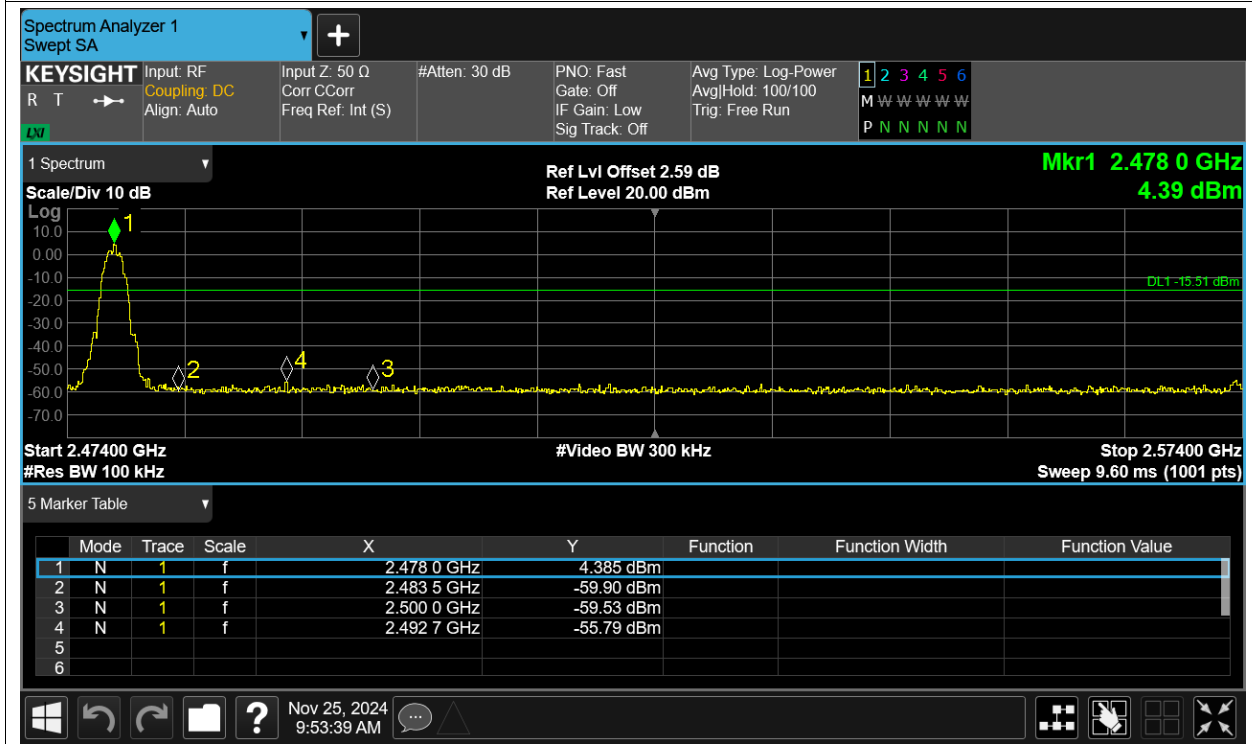 Spectrum Analyzer 1
Swept SA
+
KEYSIGHT
R T
LXI
Input: RF
Coupling: DC
Align: Auto
Input Z: 50 Ω
Corr CCorr
Freq Ref: Int (S)
#Atten: 30 dB
PNO: Fast
Gate: Off
IF Gain: Low
Sig Track: Off
Avg Type: Log-Power
Avg|Hold: 100/100
Trig: Free Run
1 2 3 4 5 6
M W W W W W W
P N N N N N N
1 Spectrum
Scale/Div 10 dB
Ref Lvl Offset 2.59 dB
Ref Level 20.00 dBm
Mkr1 2.478 0 GHz
4.39 dBm
Log
10.0
0.00
-10.0
-20.0
-30.0
-40.0
-50.0
-60.0
-70.0
1
2
4
3
DL1 -15.51 dBm
Start 2.47400 GHz
#Video BW 300 kHz
Stop 2.57400 GHz
#Res BW 100 kHz
Sweep 9.60 ms (1001 pts)
5 Marker Table
Mode Trace Scale X Y Function Function Width Function Value
1 N 1 f 2.478 0 GHz 4.385 dBm
2 N 1 f 2.483 5 GHz -59.90 dBm
3 N 1 f 2.500 0 GHz -59.53 dBm
4 N 1 f 2.492 7 GHz -55.79 dBm
5
6
?
Nov 25, 2024
9:53:39 AM